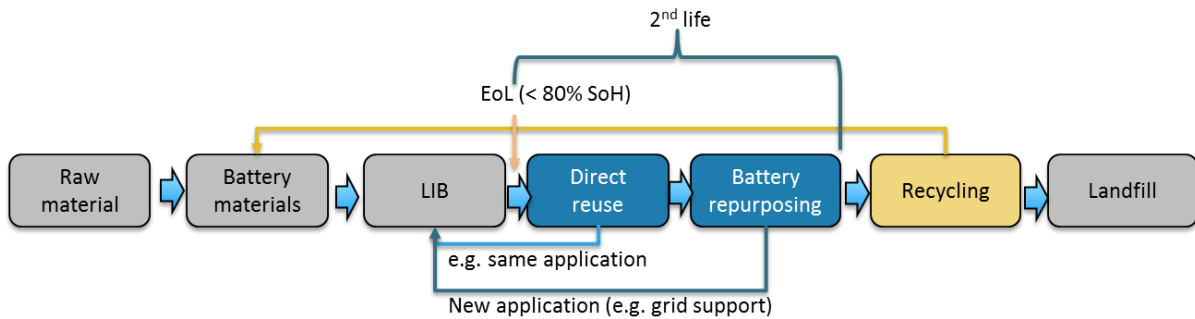 2nd life
EoL (< 80% SoH)
Raw
material
Battery
materials
LIB
Direct
reuse
Battery
repurposing
Recycling
Landfill
e.g. same application
New application (e.g. grid support)